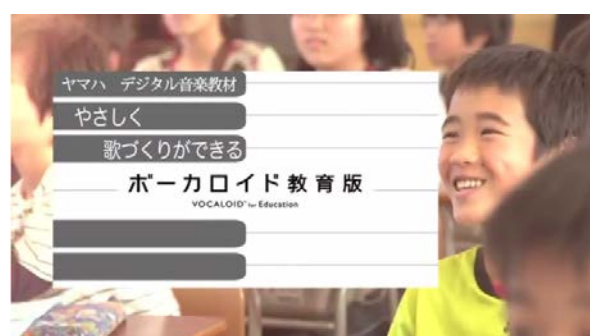 ヤマハ デジタル音楽教材
やさしく
歌づくりができる
ボーカロイド教育版
VOCALOID™ for Education